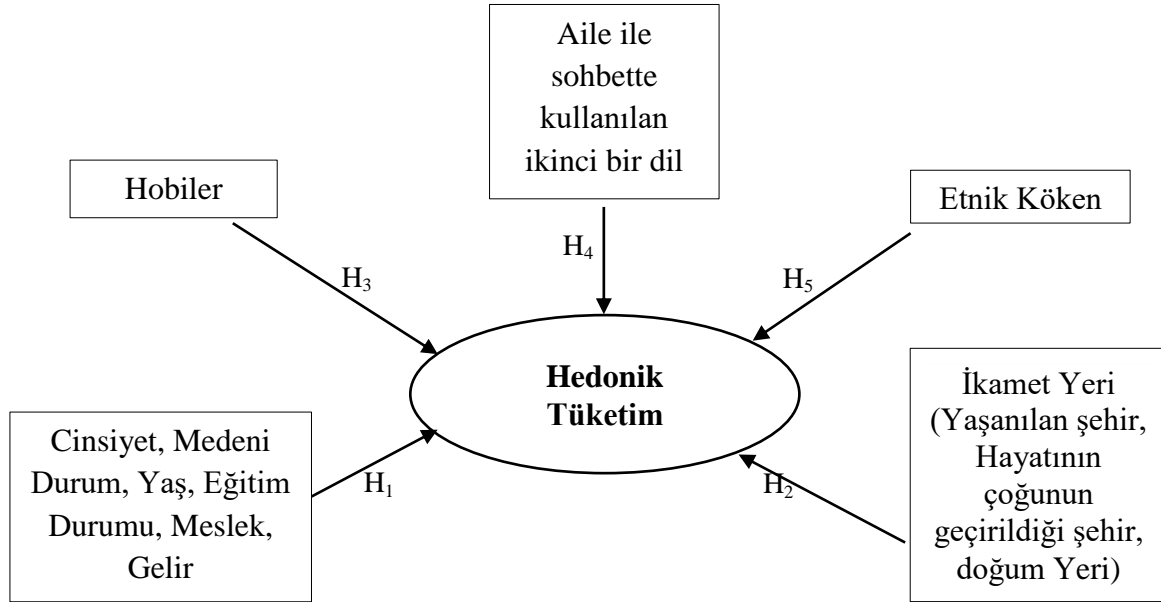 Aile ile
sohbette
kullanılan
ikinci bir dil
Hobiler
Etnik Köken
H4
H3
H5
Hedonik
Tüketim
Cinsiyet, Medeni
Durum, Yaş, Eğitim
Durumu, Meslek,
Gelir
H1
H2
İkamet Yeri
(Yaşanılan şehir,
Hayatının
çoğunun
geçirildiği şehir,
doğum Yeri)